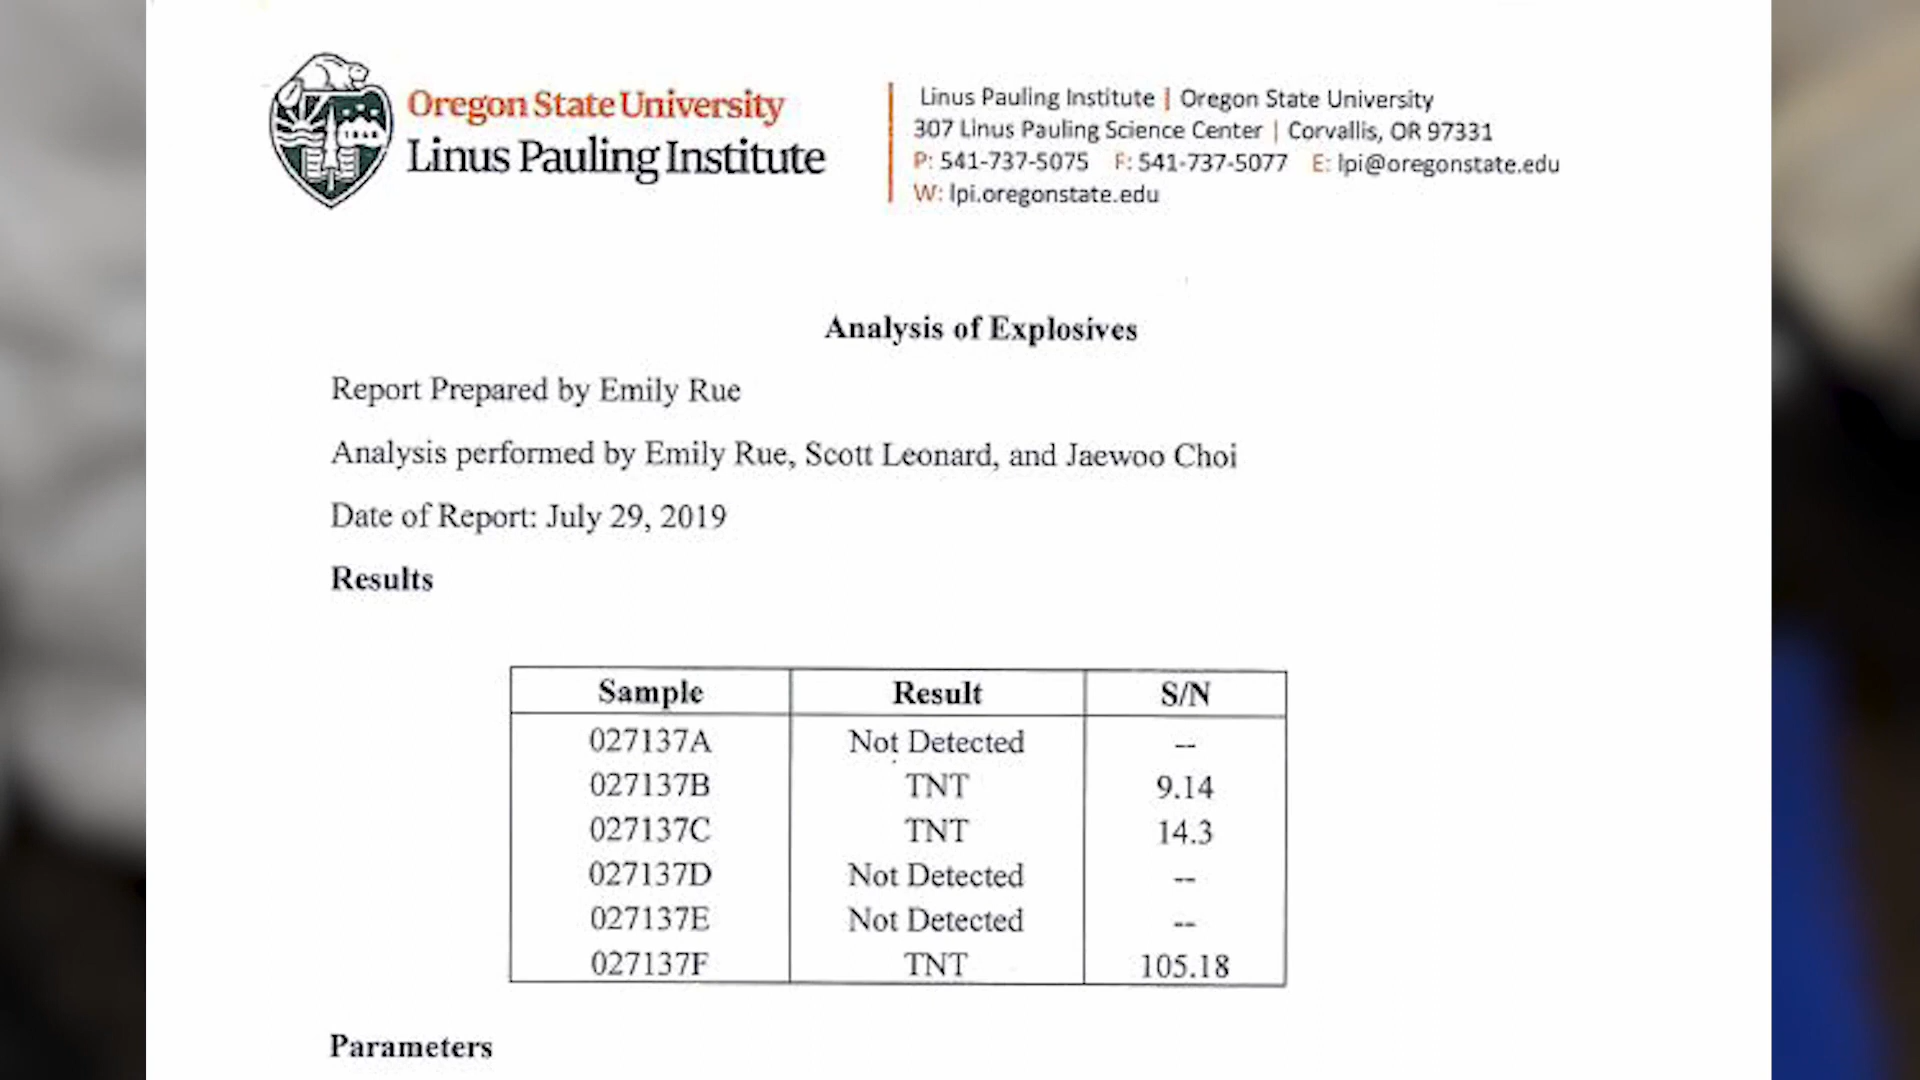 Oregon State University
Linus Pauling Institute
Linus Pauling Institute | Oregon State University
307 Linus Pauling Science Center | Corvallis, OR 97331
P: 541-737-5075 F: 541-737-5077 E: lpi@oregonstate.edu
W: lpi.oregonstate.edu
1868
Analysis of Explosives
Report Prepared by Emily Rue
Analysis performed by Emily Rue, Scott Leonard, and Jaewoo Choi
Date of Report: July 29, 2019
Results
Sample Result S/N
027137A Not Detected --
027137B TNT 9.14
027137C TNT 14.3
027137D Not Detected --
027137E Not Detected --
027137F TNT 105.18
Parameters